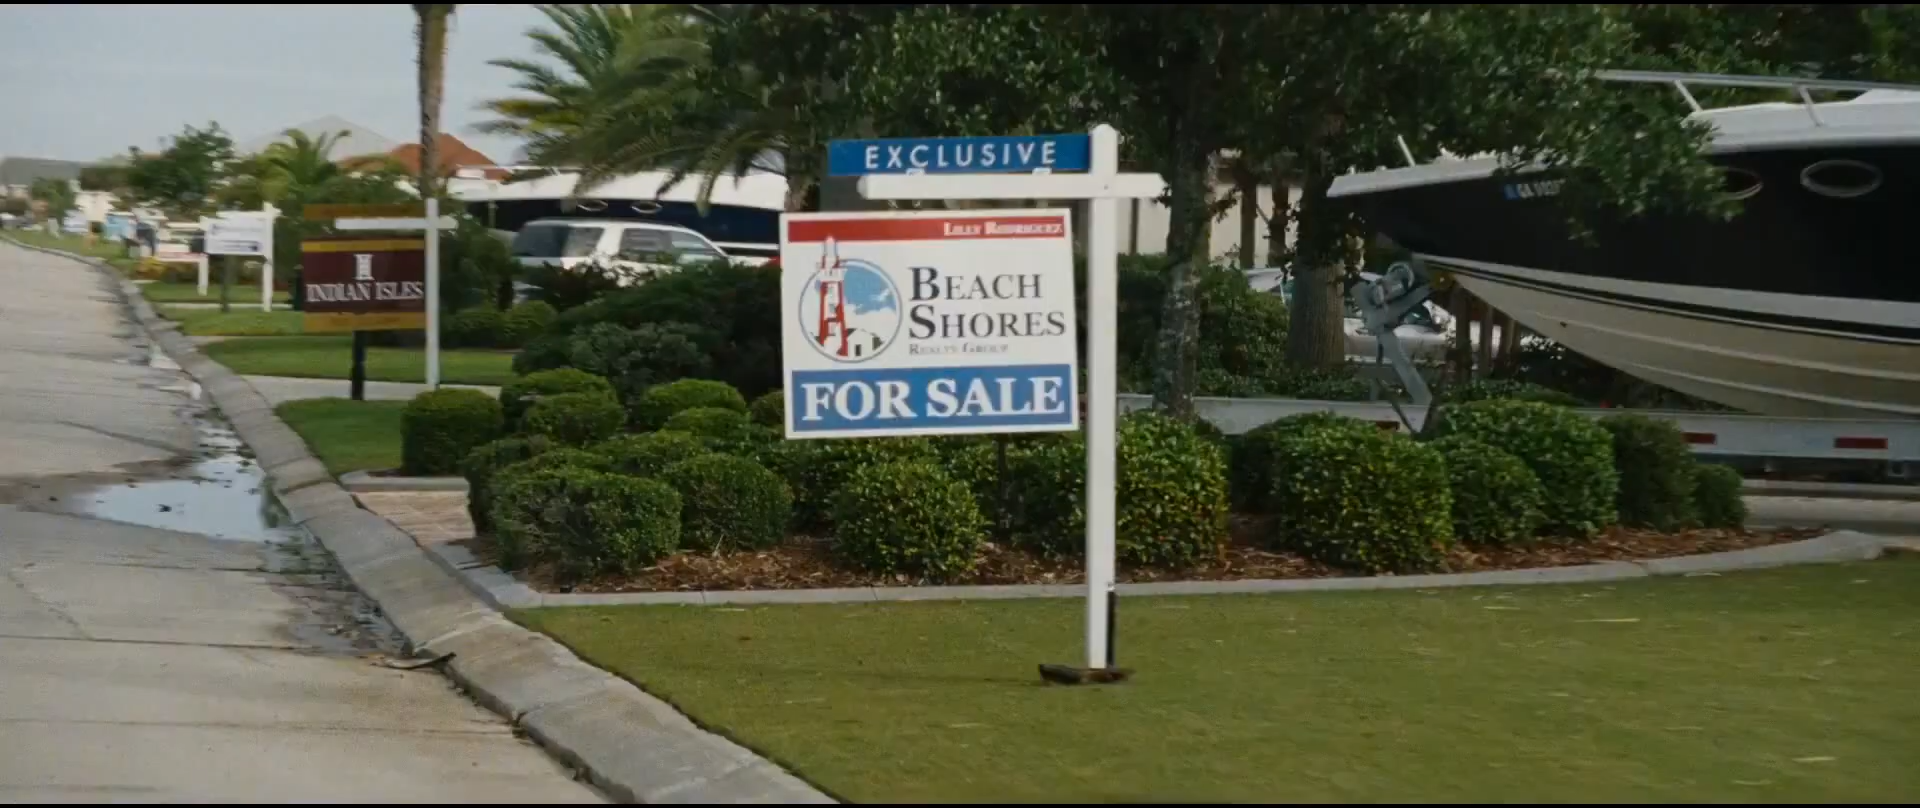 EXCLUSIVE
LILLY RODRIGUEZ
BEACH
SHORES
REALTY GROUP
FOR SALE
INDIAN ISLES